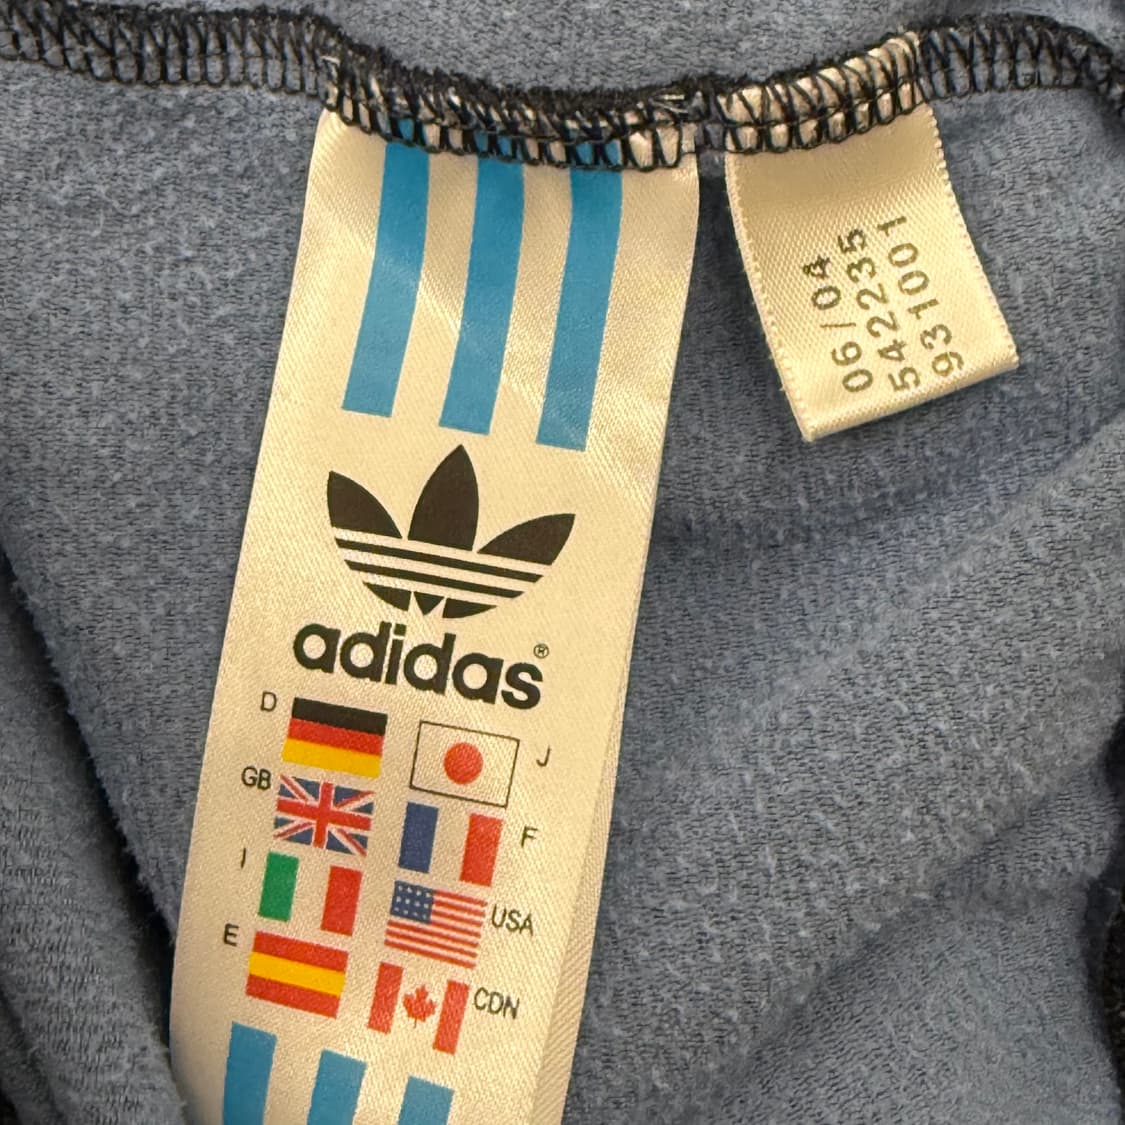 adidas®
D
J
GB
F
I
USA
E
CDN
06/04
542235
931001